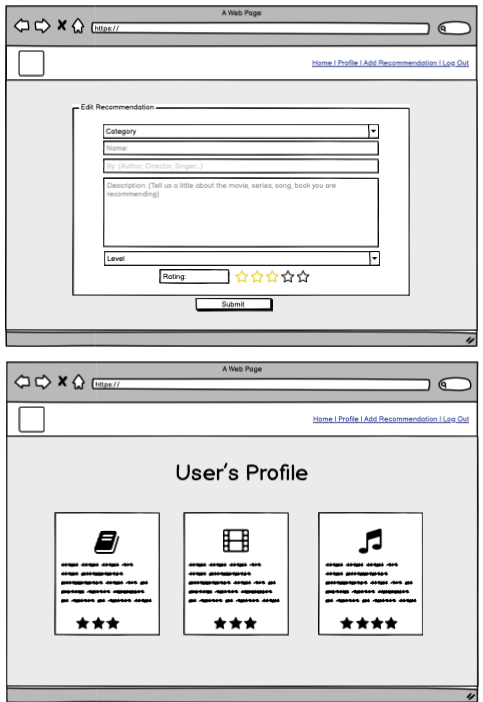 A Web Page
https://
Home | Profile | Add Recommendation | Log Out
Edit Recommendation
Category
Name:
By: (Author, Director, Singer...)
Description: (Tell us a little about the movie, series, song, book you are
recommending)
Level
Rating:
Submit
A Web Page
https://
Home | Profile | Add Recommendation | Log Out
User's Profile